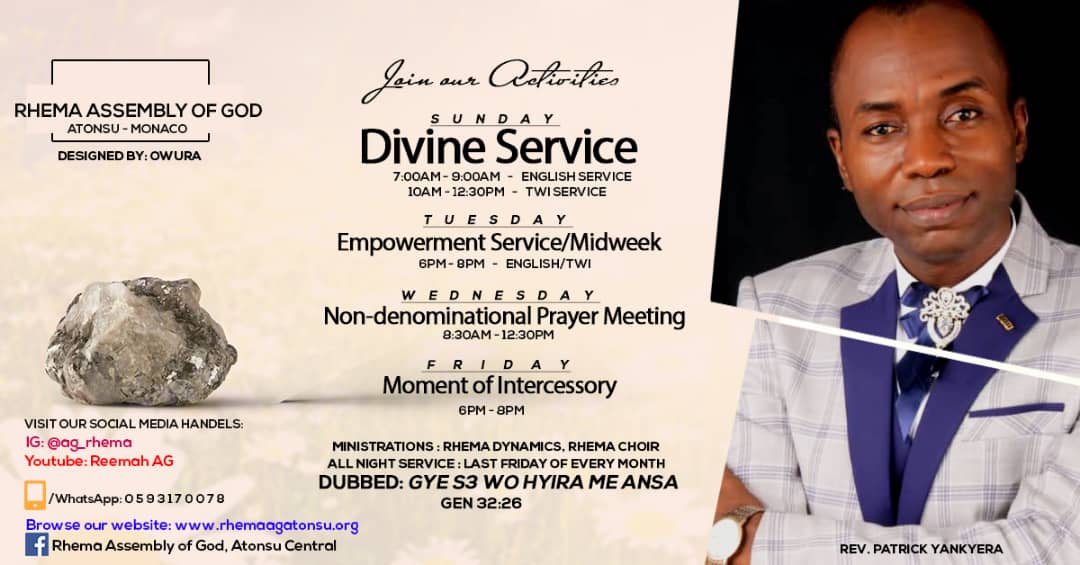 RHEMA ASSEMBLY OF GOD
ATONSU - MONACO
DESIGNED BY: OWURA
Join our Activities
SUNDAY
Divine Service
7:00AM - 9:00AM - ENGLISH SERVICE
10AM - 12:30PM - TWI SERVICE
TUESDAY
Empowerment Service/Midweek
6PM - 8PM - ENGLISH/TWI
WEDNESDAY
Non-denominational Prayer Meeting
8:30AM - 12:30PM
FRIDAY
Moment of Intercessory
6PM - 8PM
MINISTRATIONS : RHEMA DYNAMICS, RHEMA CHOIR
ALL NIGHT SERVICE : LAST FRIDAY OF EVERY MONTH
DUBBED: GYE S3 WO HYIRA ME ANSA
GEN 32:26
VISIT OUR SOCIAL MEDIA HANDELS:
IG: @ag_rhema
Youtube: Reemah AG
/WhatsApp: 0593170078
Browse our website: www.rhemaagatonsu.org
Rhema Assembly of God, Atonsu Central
REV. PATRICK YANKYERA